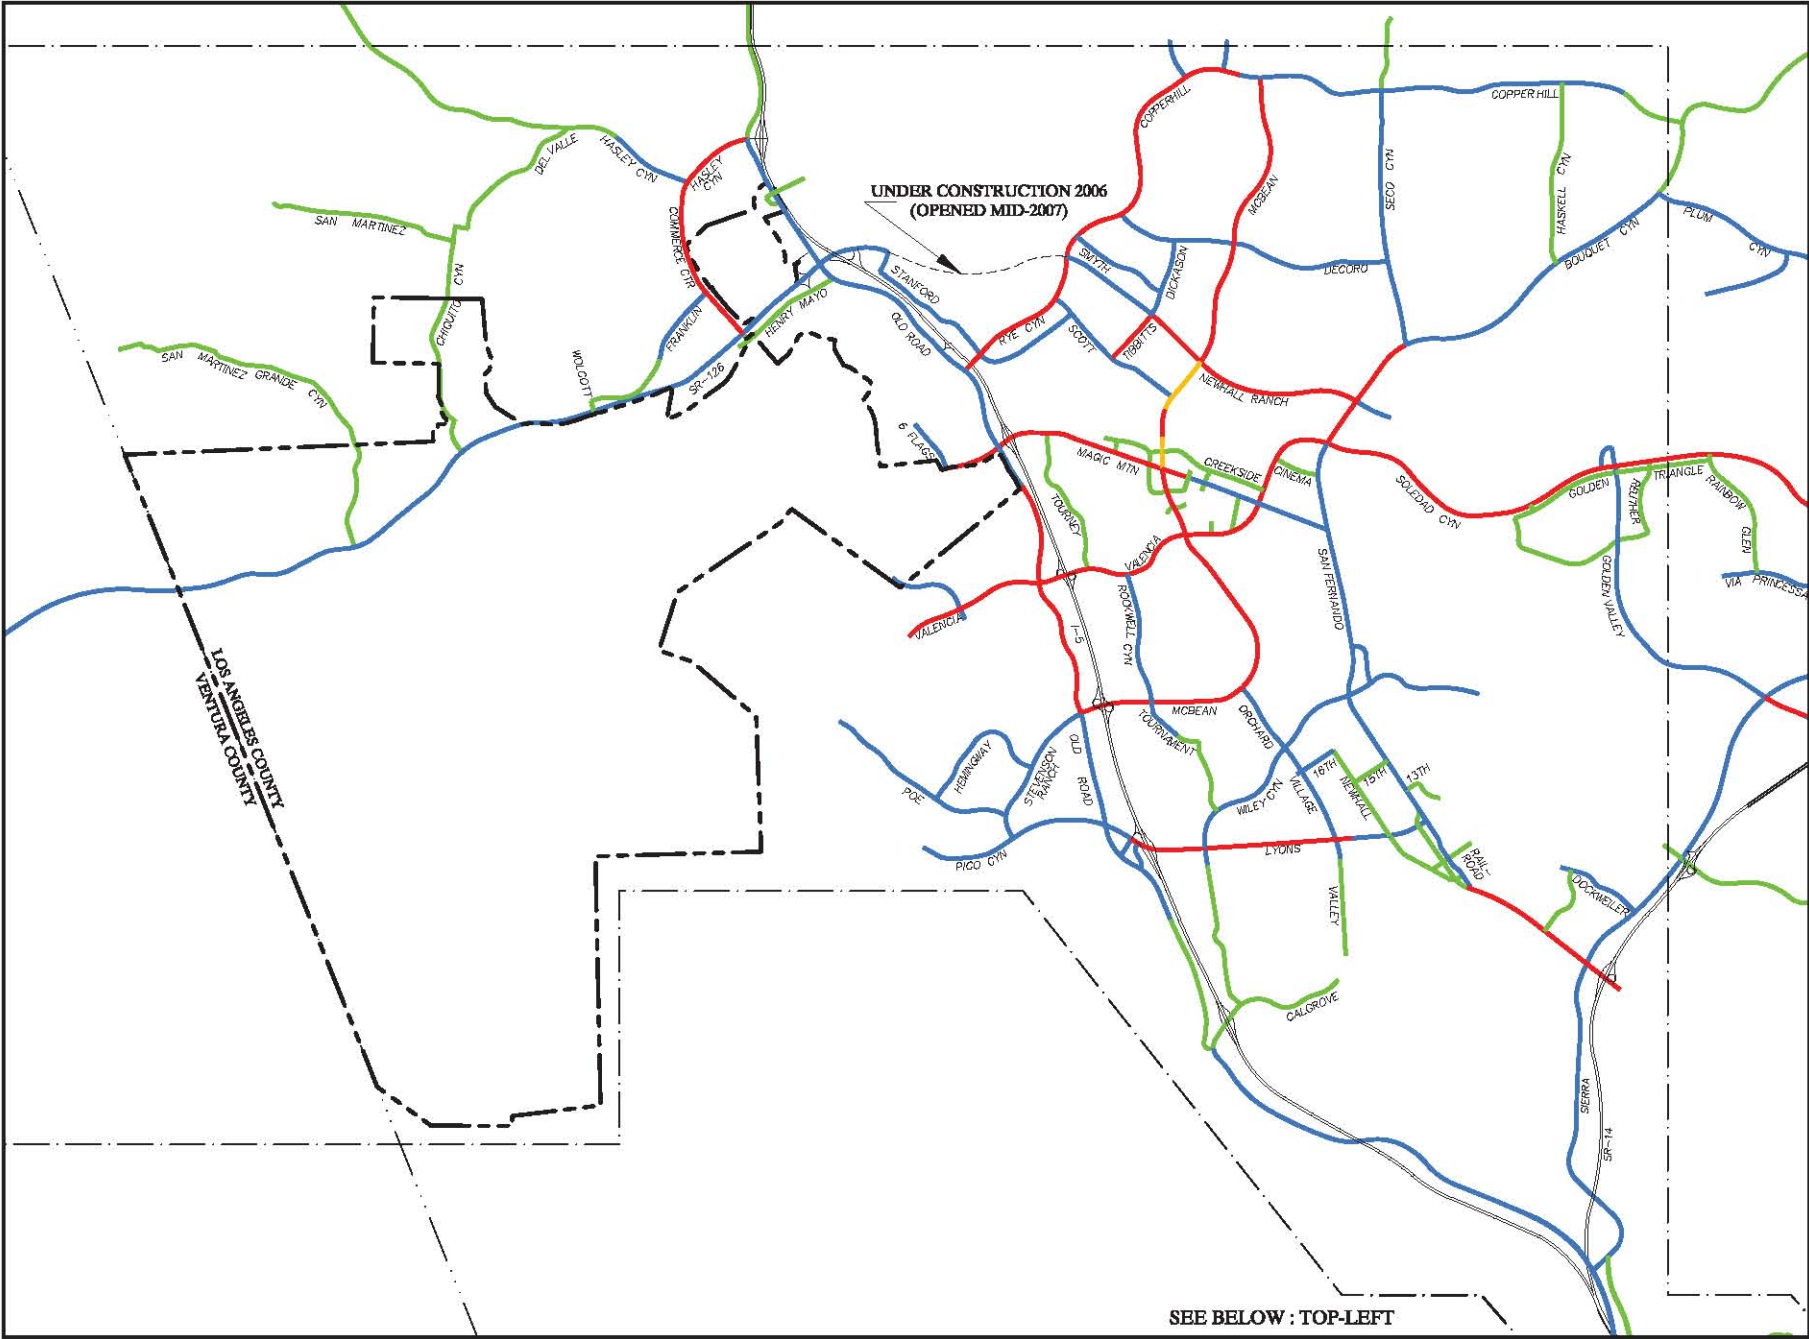 COPPERHILL
COPPER HILL
DEL VALLE
HASLEY CYN
HASLEY
CYN
UNDER CONSTRUCTION 2006
(OPENED MID-2007)
MCBEAN
SECO CYN
HASKELL CYN
PLUM
CYN
BOUQUET CYN
SAN MARTINEZ
COMMERCE CTR
SMYTH
DICKASON
DECORO
CHIQUITO CYN
STANFORD
HENRY MAYO
FRANKLIN
OLD ROAD
RYE CYN
SCOTT
TIBBITTS
SAN MARTINEZ GRANDE CYN
WOLCOTT
SR-126
NEWHALL RANCH
6 FLAGS
MAGIC MTN
CREEKSIDE
CINEMA
SOLEDAD CYN
GOLDEN
TRIANGLE
REUTHER
RAINBOW
GLEN
TOURNEY
VALENCIA
SAN FERNANDO
GOLDEN VALLEY
VIA PRINCESSA
VALENCIA
I-5
ROCKWELL CYN
LOS ANGELES COUNTY
VENTURA COUNTY
MCBEAN
ORCHARD
TOURNAMENT
OLD
ROAD
HEMINGWAY
STEVENSON
RANCH
POE
WILEY CYN
VILLAGE
16TH
15TH
13TH
NEWHALL
PICO CYN
LYONS
RAIL-
ROAD
VALLEY
DOCKWEILER
CALGROVE
SIERRA
SR-14
SEE BELOW : TOP-LEFT